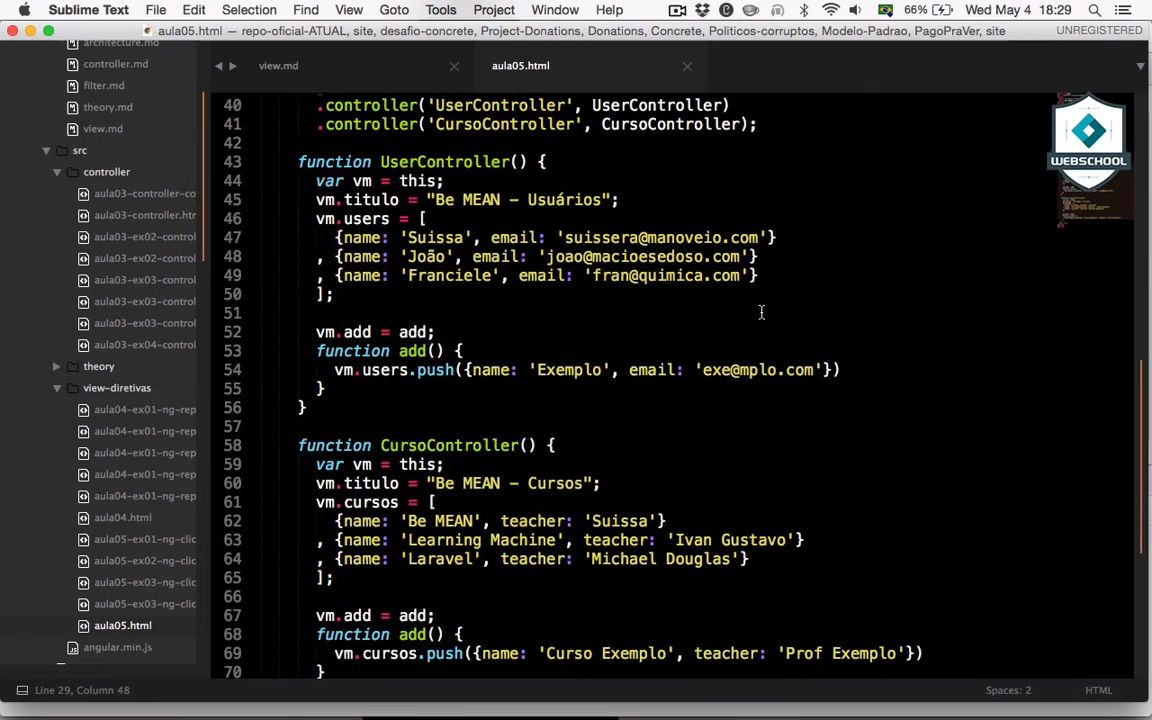 Sublime Text File Edit Selection Find View Goto Tools Project Window Help 66% Wed May 4 18:29
aula05.html — repo-oficial-ATUAL, site, desafio-concrete, Project-Donations, Donations, Concrete, Politicos-corruptos, Modelo-Padrao, PagoPraVer, site UNREGISTERED
architecture.md
controller.md
filter.md
theory.md
view.md
src
controller
aula03-controller-co
aula03-controller.htr
aula03-ex02-control
aula03-ex02-control
aula03-ex03-control
aula03-ex03-control
aula03-ex03-control
aula03-ex04-control
theory
view-diretivas
aula04-ex01-ng-rep
aula04-ex01-ng-rep
aula04-ex01-ng-rep
aula04-ex01-ng-rep
aula04-ex01-ng-rep
aula04.html
aula05-ex01-ng-clic
aula05-ex02-ng-clic
aula05-ex03-ng-clic
aula05-ex03-ng-clic
aula05.html
angular.min.js
view.md aula05.html
40 .controller('UserController', UserController)
41 .controller('CursoController', CursoController);
42
43 function UserController() {
44 var vm = this;
45 vm.titulo = "Be MEAN - Usuários";
46 vm.users = [
47 {name: 'Suissa', email: 'suissera@manoveio.com'}
48 , {name: 'João', email: 'joao@macioesedoso.com'}
49 , {name: 'Franciele', email: 'fran@quimica.com'}
50 ];
51
52 vm.add = add;
53 function add() {
54 vm.users.push({name: 'Exemplo', email: 'exe@mplo.com'})
55 }
56 }
57
58 function CursoController() {
59 var vm = this;
60 vm.titulo = "Be MEAN - Cursos";
61 vm.cursos = [
62 {name: 'Be MEAN', teacher: 'Suissa'}
63 , {name: 'Learning Machine', teacher: 'Ivan Gustavo'}
64 , {name: 'Laravel', teacher: 'Michael Douglas'}
65 ];
66
67 vm.add = add;
68 function add() {
69 vm.cursos.push({name: 'Curso Exemplo', teacher: 'Prof Exemplo'})
70 }
WEBSCHOOL
Line 29, Column 48 Spaces: 2 HTML